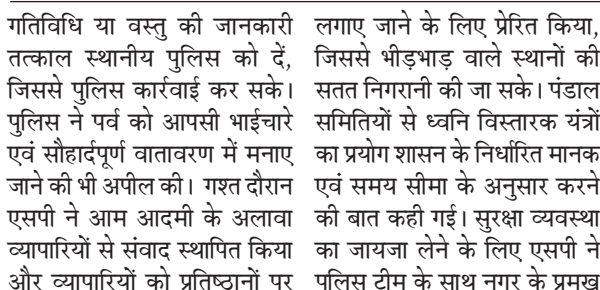 गतिविधि या वस्तु की जानकारी
तत्काल स्थानीय पुलिस को दें,
जिससे पुलिस कार्रवाई कर सके।
पुलिस ने पर्व को आपसी भाईचारे
एवं सौहार्दपूर्ण वातावरण में मनाए
जाने की भी अपील की। गश्त दौरान
एसपी ने आम आदमी के अलावा
व्यापारियों से संवाद स्थापित किया
और व्यापारियों को प्रतिष्ठानों पर
लगाए जाने के लिए प्रेरित किया,
जिससे भीड़भाड़ वाले स्थानों की
सतत निगरानी की जा सके। पंडाल
समितियों से ध्वनि विस्तारक यंत्रों
का प्रयोग शासन के निर्धारित मानक
एवं समय सीमा के अनुसार करने
की बात कही गई। सुरक्षा व्यवस्था
का जायजा लेने के लिए एसपी ने
पुलिस टीम के साथ नगर के प्रमुख